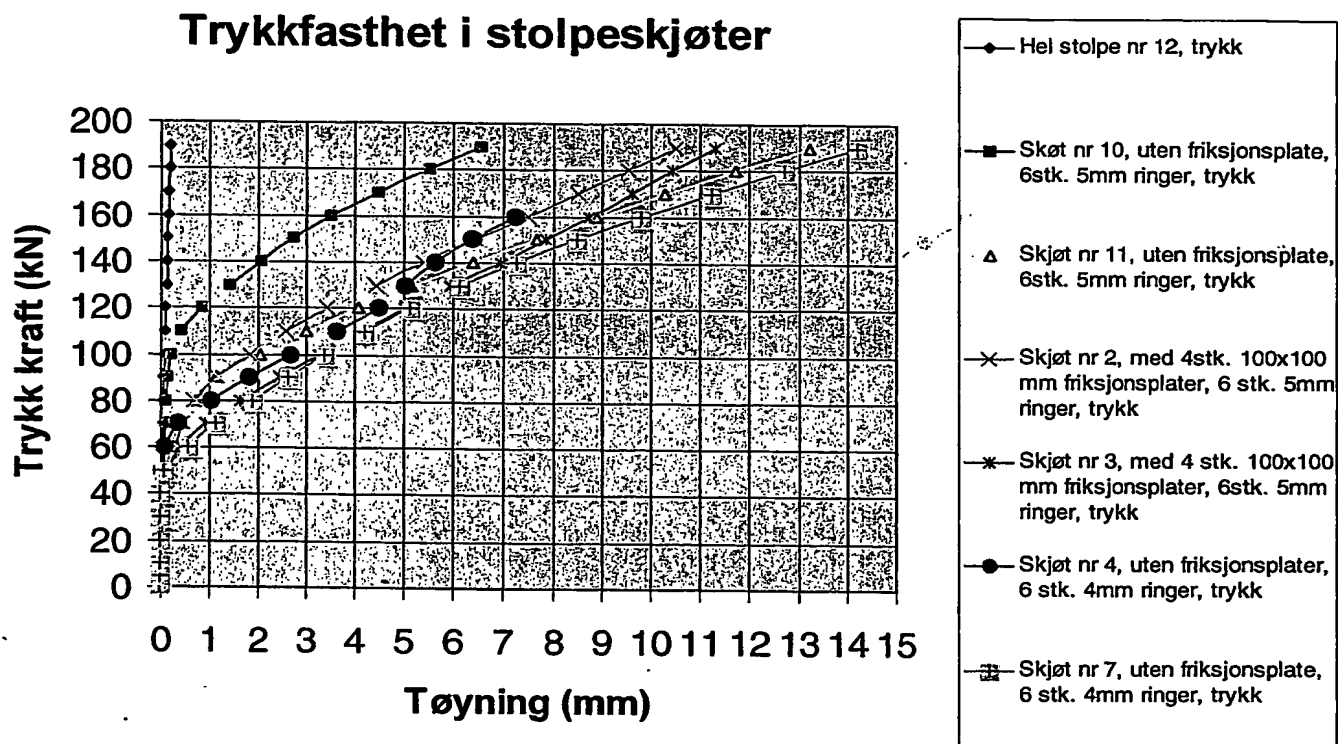 Trykkfasthet i stolpeskjøter
Trykk kraft (kN)
200
180
160
140
120
100
80
60
40
20
0
0 1 2 3 4 5 6 7 8 9 10 11 12 13 14 15
Tøyning (mm)
Hel stolpe nr 12, trykk
Skøt nr 10, uten friksjonsplate,
6stk. 5mm ringer, trykk
Skjøt nr 11, uten friksjonsplate,
6stk. 5mm ringer, trykk
Skjøt nr 2, med 4stk. 100x100
mm friksjonsplater, 6 stk. 5mm
ringer, trykk
Skjøt nr 3, med 4 stk. 100x100
mm friksjonsplater, 6stk. 5mm
ringer, trykk
Skjøt nr 4, uten friksjonsplater,
6 stk. 4mm ringer, trykk
Skjøt nr 7, uten friksjonsplate,
6 stk. 4mm ringer, trykk